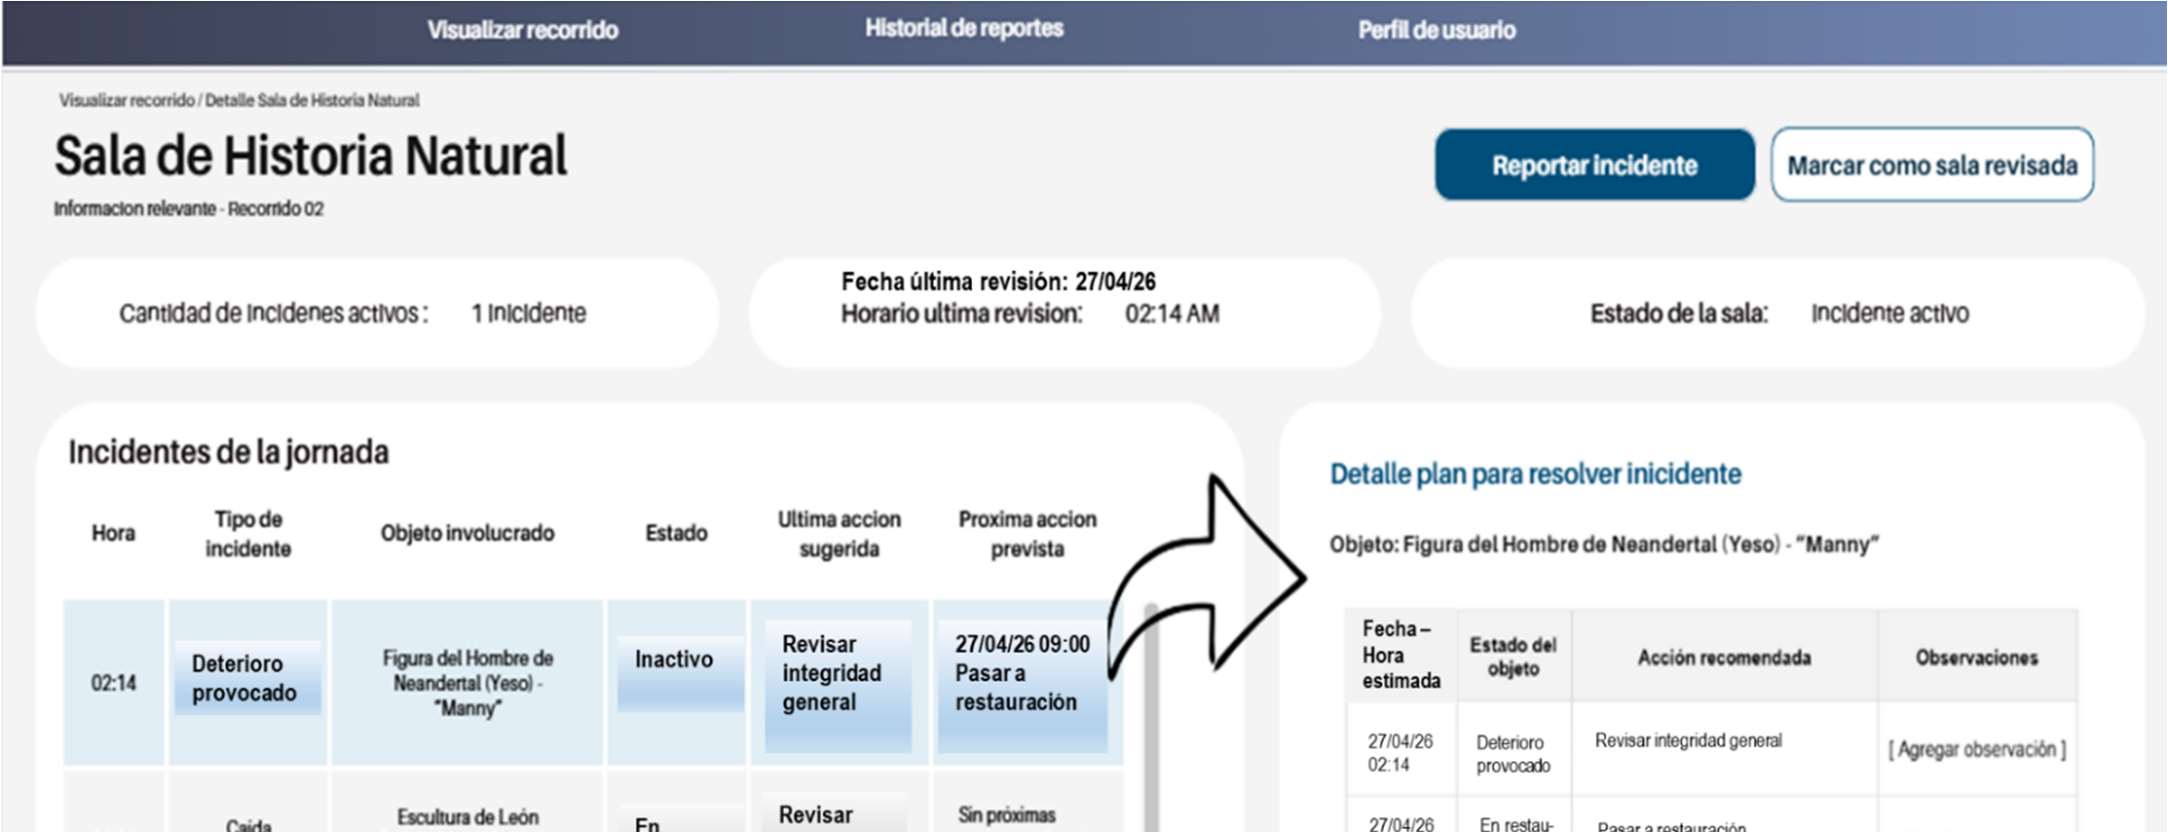 Visualizar recorrido
Historial de reportes
Perfil de usuario
Visualizar recorrido / Detalle Sala de Historia Natural
Sala de Historia Natural
Informacion relevante - Recorrido 02
Reportar incidente
Marcar como sala revisada
Cantidad de incidenes activos : 1 Inicidente
Fecha última revisión: 27/04/26
Horario ultima revision: 02:14 AM
Estado de la sala: Incidente activo
Incidentes de la jornada
Hora
Tipo de
incidente
Objeto involucrado
Estado
Ultima accion
sugerida
Proxima accion
prevista
02:14
Deterioro
provocado
Figura del Hombre de
Neandertal (Yeso) -
"Manny"
Inactivo
Revisar
integridad
general
27/04/26 09:00
Pasar a
restauración
Caida
Escultura de León
En
Revisar
Sin próximas
Detalle plan para resolver inicidente
Objeto: Figura del Hombre de Neandertal (Yeso) - "Manny"
Fecha –
Hora
estimada
Estado del
objeto
Acción recomendada
Observaciones
27/04/26
02:14
Deterioro
provocado
Revisar integridad general
[ Agregar observación ]
27/04/26
En restau-
Pasar a restauración